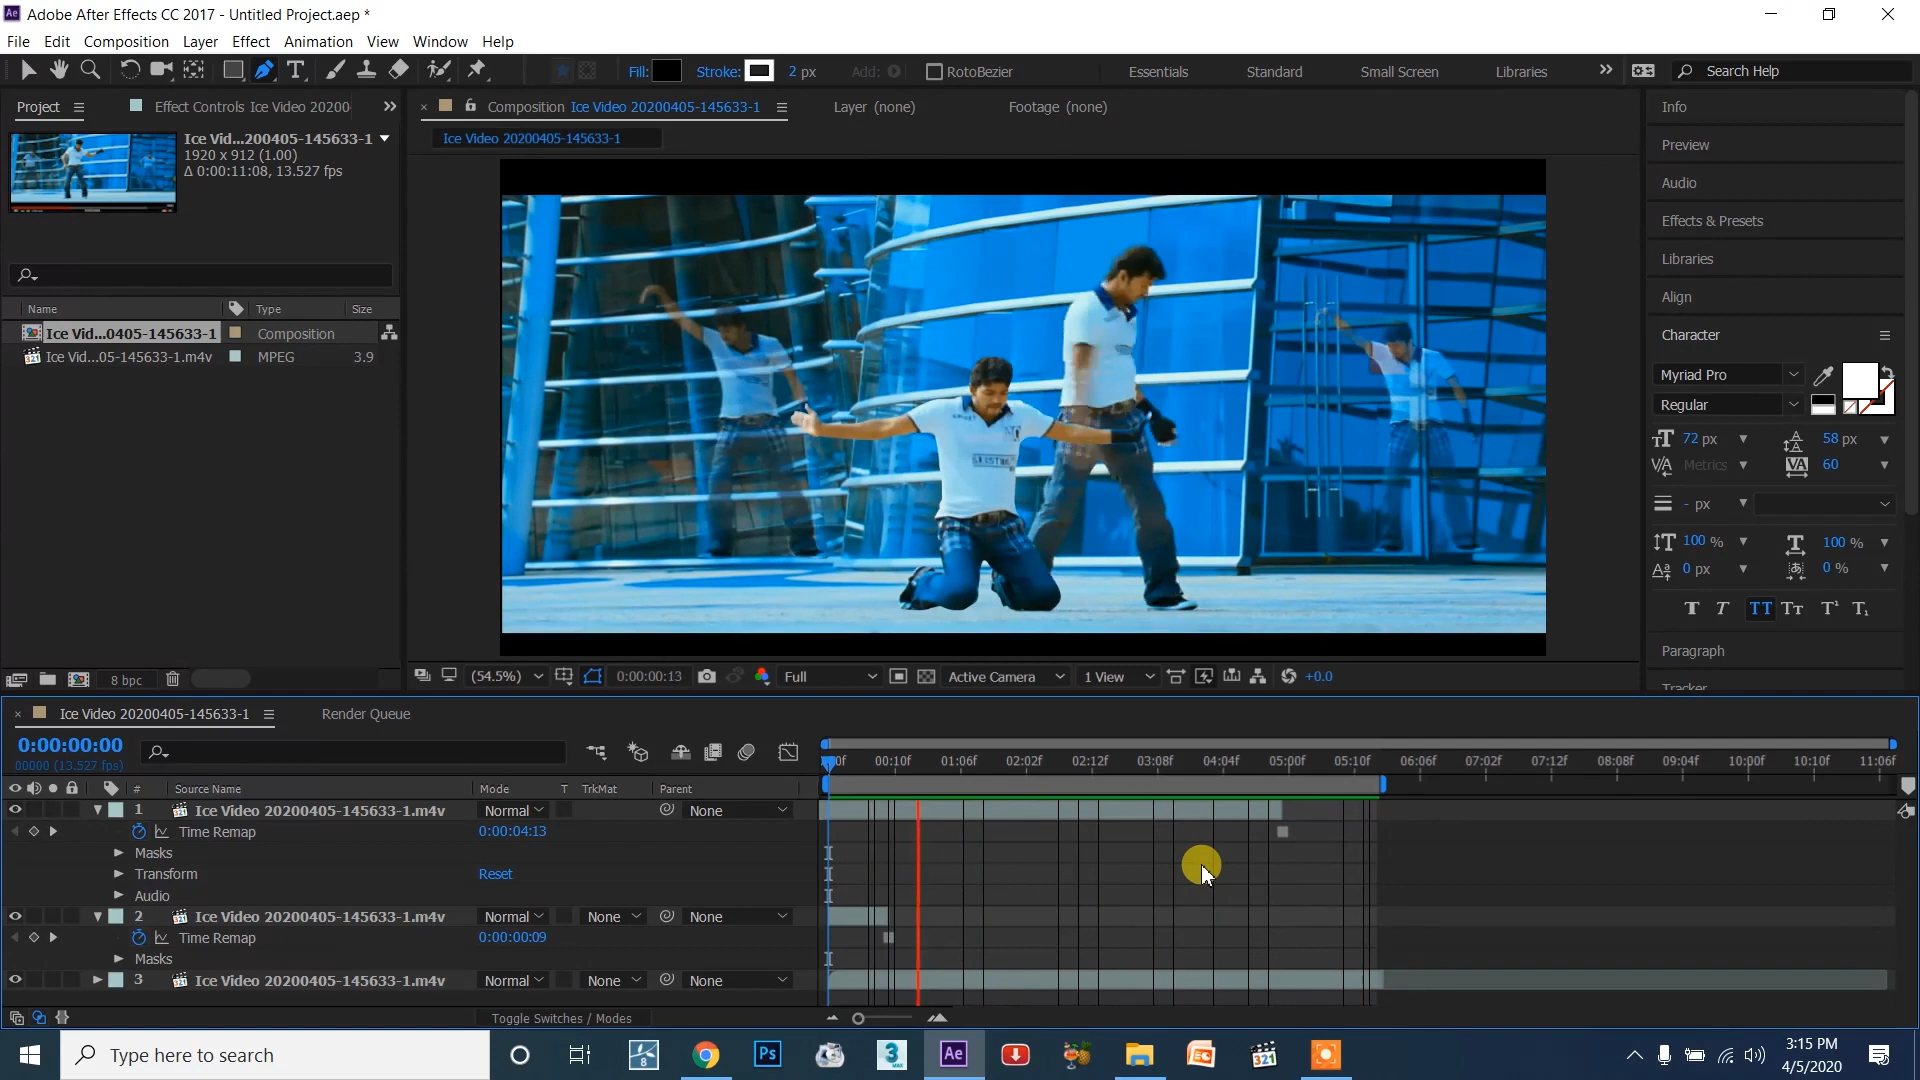 Adobe After Effects CC 2017 - Untitled Project.aep *
File Edit Composition Layer Effect Animation View Window Help
Fill: Stroke: 2 px Add: RotoBezier Essentials Standard Small Screen Libraries Search Help
Project Effect Controls Ice Video 20200 Composition Ice Video 20200405-145633-1 Layer (none) Footage (none) Info
Ice Vid...200405-145633-1
1920 x 912 (1.00)
Δ 0:00:11:08, 13.527 fps
Ice Video 20200405-145633-1
Preview
Audio
Effects & Presets
Libraries
Align
Character
Name Type Size
Ice Vid...0405-145633-1 Composition
Ice Vid...05-145633-1.m4v MPEG 3.9
Myriad Pro
Regular
72 px 58 px
Metrics 60
- px
100 % 100 %
0 px 0 %
Paragraph
Tracker
8 bpc
(54.5%) 0:00:00:13 Full Active Camera 1 View +0.0
Ice Video 20200405-145633-1 Render Queue
0:00:00:00
00000 (13.527 fps)
00:10f 01:06f 02:02f 02:12f 03:08f 04:04f 05:00f 05:10f 06:06f 07:02f 07:12f 08:08f 09:04f 10:00f 10:10f 11:06f
# Source Name Mode T TrkMat Parent
1 Ice Video 20200405-145633-1.m4v Normal None
Time Remap 0:00:04:13
Masks
Transform Reset
Audio
2 Ice Video 20200405-145633-1.m4v Normal None None
Time Remap 0:00:00:09
Masks
3 Ice Video 20200405-145633-1.m4v Normal None None
Toggle Switches / Modes
Type here to search
3:15 PM
4/5/2020